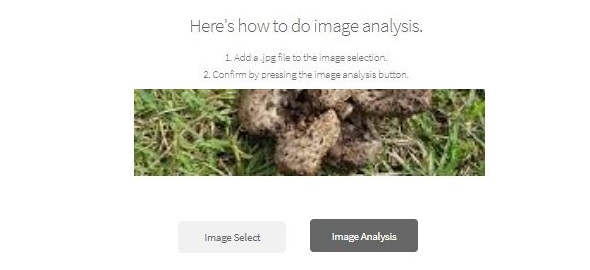 Here's how to do image analysis.
1. Add a .jpg file to the image selection.
2. Confirm by pressing the image analysis button.
Image Select
Image Analysis